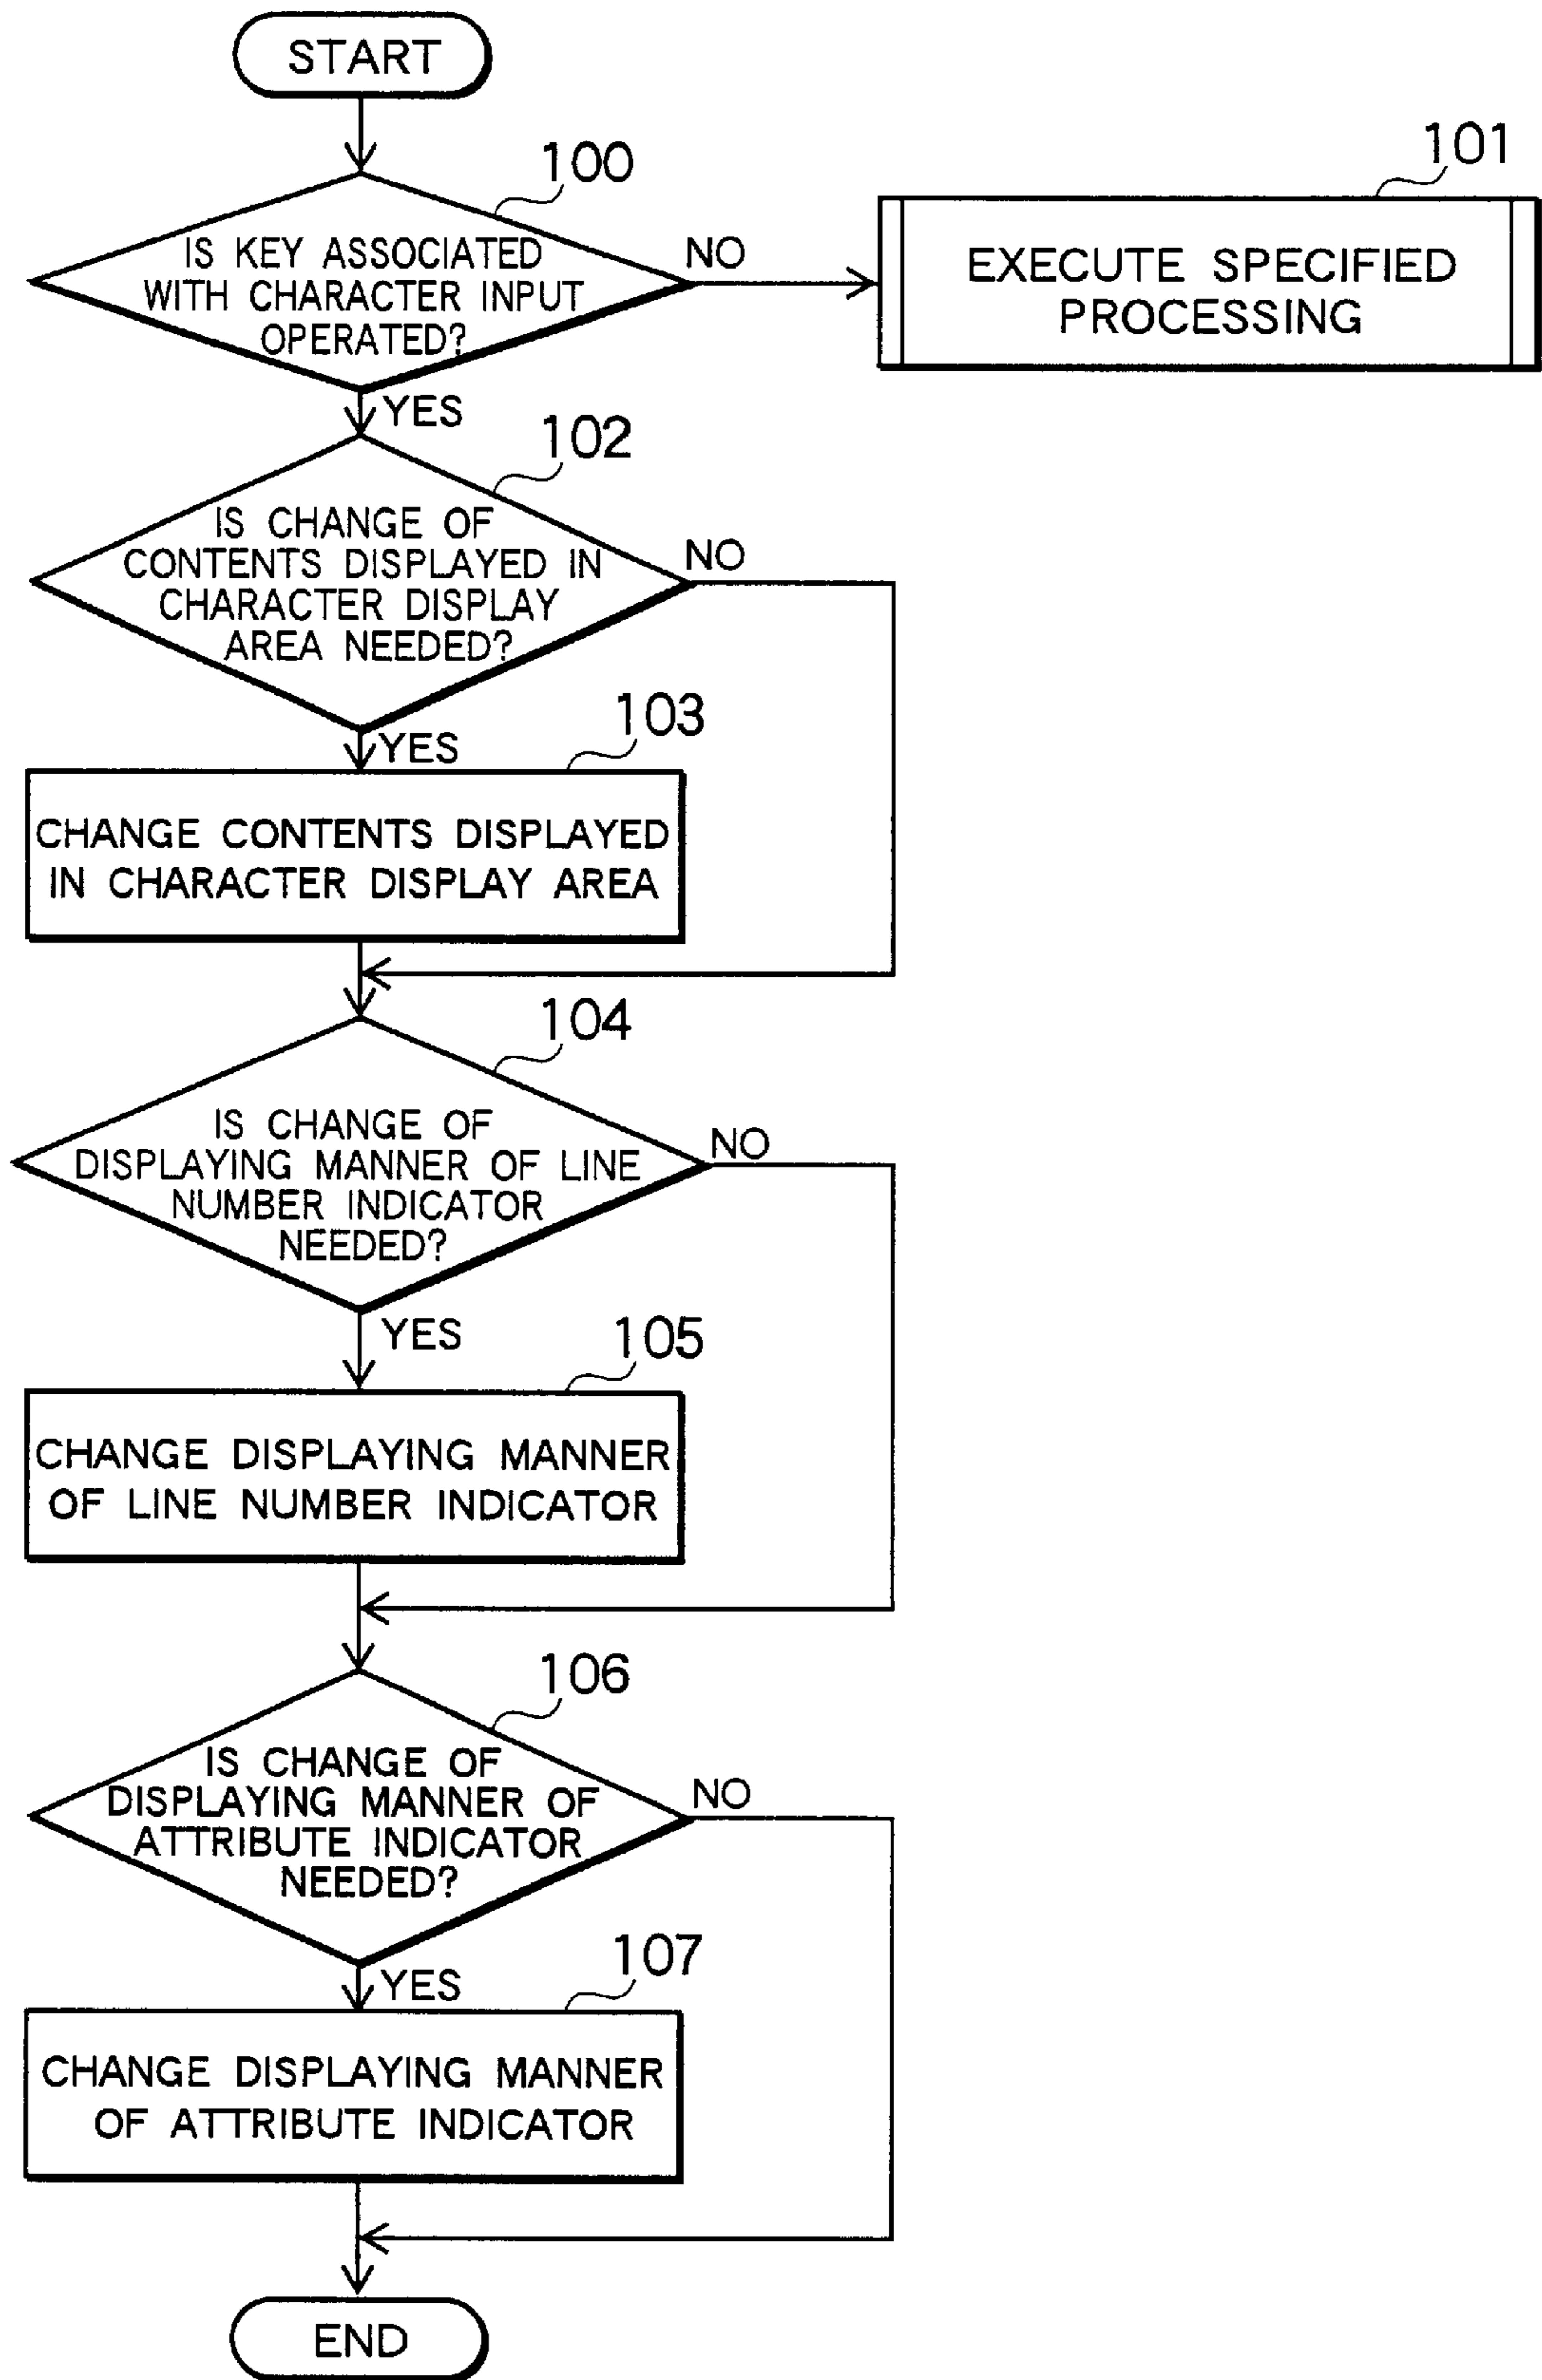 START
100
IS KEY ASSOCIATED
WITH CHARACTER INPUT
OPERATED?
NO
101
EXECUTE SPECIFIED
PROCESSING
YES
102
IS CHANGE OF
CONTENTS DISPLAYED IN
CHARACTER DISPLAY
AREA NEEDED?
NO
YES
103
CHANGE CONTENTS DISPLAYED
IN CHARACTER DISPLAY AREA
104
IS CHANGE OF
DISPLAYING MANNER OF LINE
NUMBER INDICATOR
NEEDED?
NO
YES
105
CHANGE DISPLAYING MANNER
OF LINE NUMBER INDICATOR
106
IS CHANGE OF
DISPLAYING MANNER OF
ATTRIBUTE INDICATOR
NEEDED?
NO
YES
107
CHANGE DISPLAYING MANNER
OF ATTRIBUTE INDICATOR
END